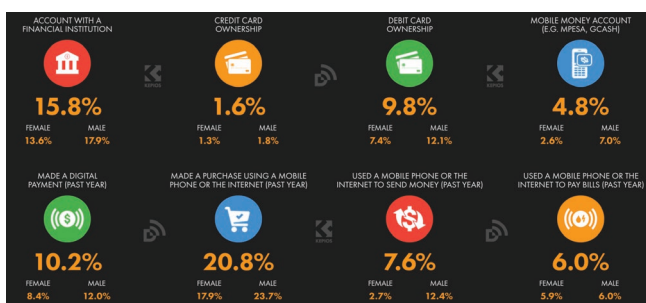 ACCOUNT WITH A
FINANCIAL INSTITUTION
15.8%
FEMALE MALE
13.6% 17.9%
CREDIT CARD
OWNERSHIP
1.6%
FEMALE MALE
1.3% 1.8%
DEBIT CARD
OWNERSHIP
9.8%
FEMALE MALE
7.4% 12.1%
MOBILE MONEY ACCOUNT
(E.G. MPESA, GCASH)
4.8%
FEMALE MALE
2.6% 7.0%
MADE A DIGITAL
PAYMENT (PAST YEAR)
10.2%
FEMALE MALE
8.4% 12.0%
MADE A PURCHASE USING A MOBILE
PHONE OR THE INTERNET (PAST YEAR)
20.8%
FEMALE MALE
17.9% 23.7%
USED A MOBILE PHONE OR THE
INTERNET TO SEND MONEY (PAST YEAR)
7.6%
FEMALE MALE
2.7% 12.4%
USED A MOBILE PHONE OR THE
INTERNET TO PAY BILLS (PAST YEAR)
6.0%
FEMALE MALE
5.9% 6.0%
KEPIOS
KEPIOS
KEPIOS